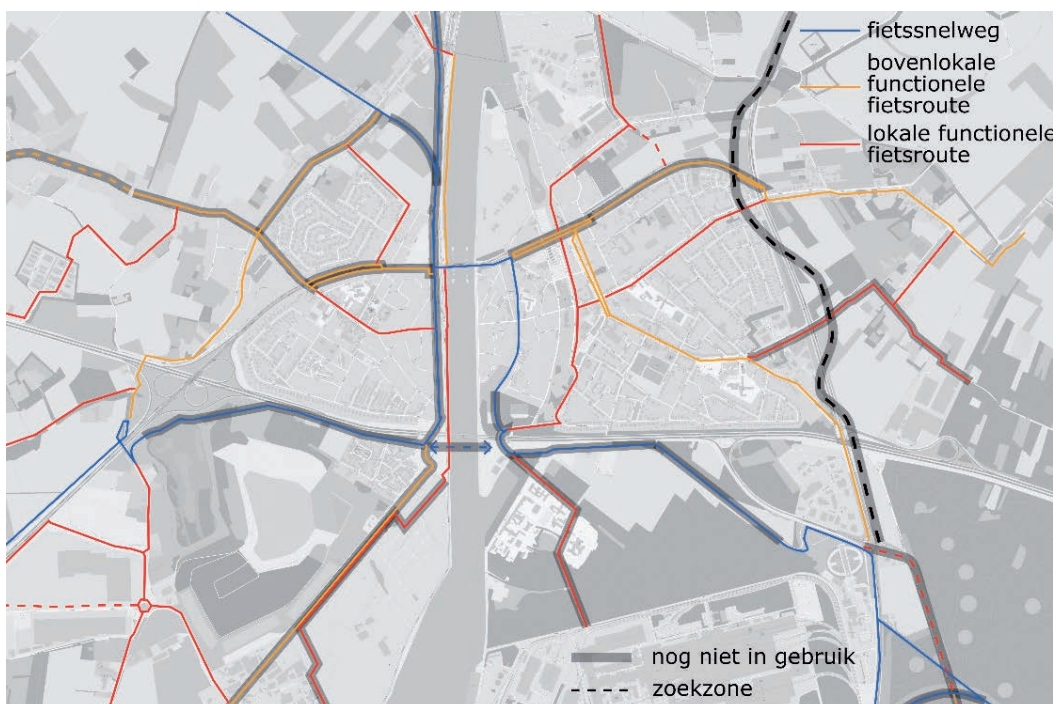 fietssnelweg
bovenlokale
functionele
fietsroute
lokale functionele
fietsroute
nog niet in gebruik
zoekzone